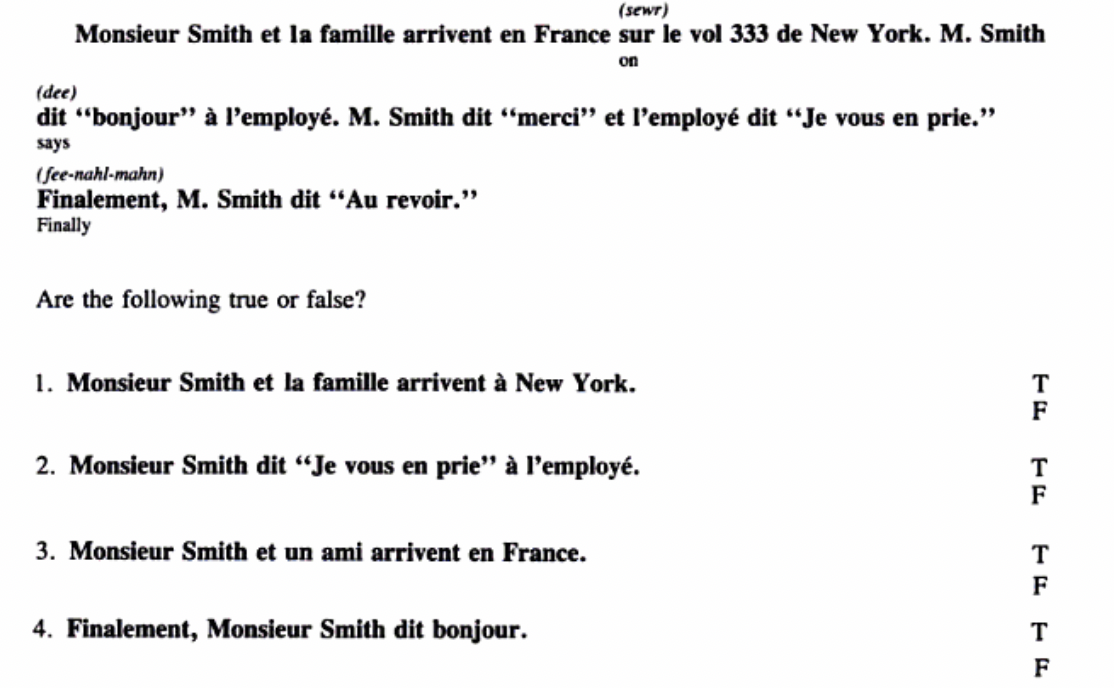 (sewr)
Monsieur Smith et la famille arrivent en France sur le vol 333 de New York. M. Smith
on
(dee)
dit “bonjour” à l’employé. M. Smith dit “merci” et l’employé dit “Je vous en prie.”
says
(fee-nahl-mahn)
Finalement, M. Smith dit “Au revoir.”
Finally
Are the following true or false?
1. Monsieur Smith et la famille arrivent à New York. T
F
2. Monsieur Smith dit “Je vous en prie” à l’employé. T
F
3. Monsieur Smith et un ami arrivent en France. T
F
4. Finalement, Monsieur Smith dit bonjour. T
F